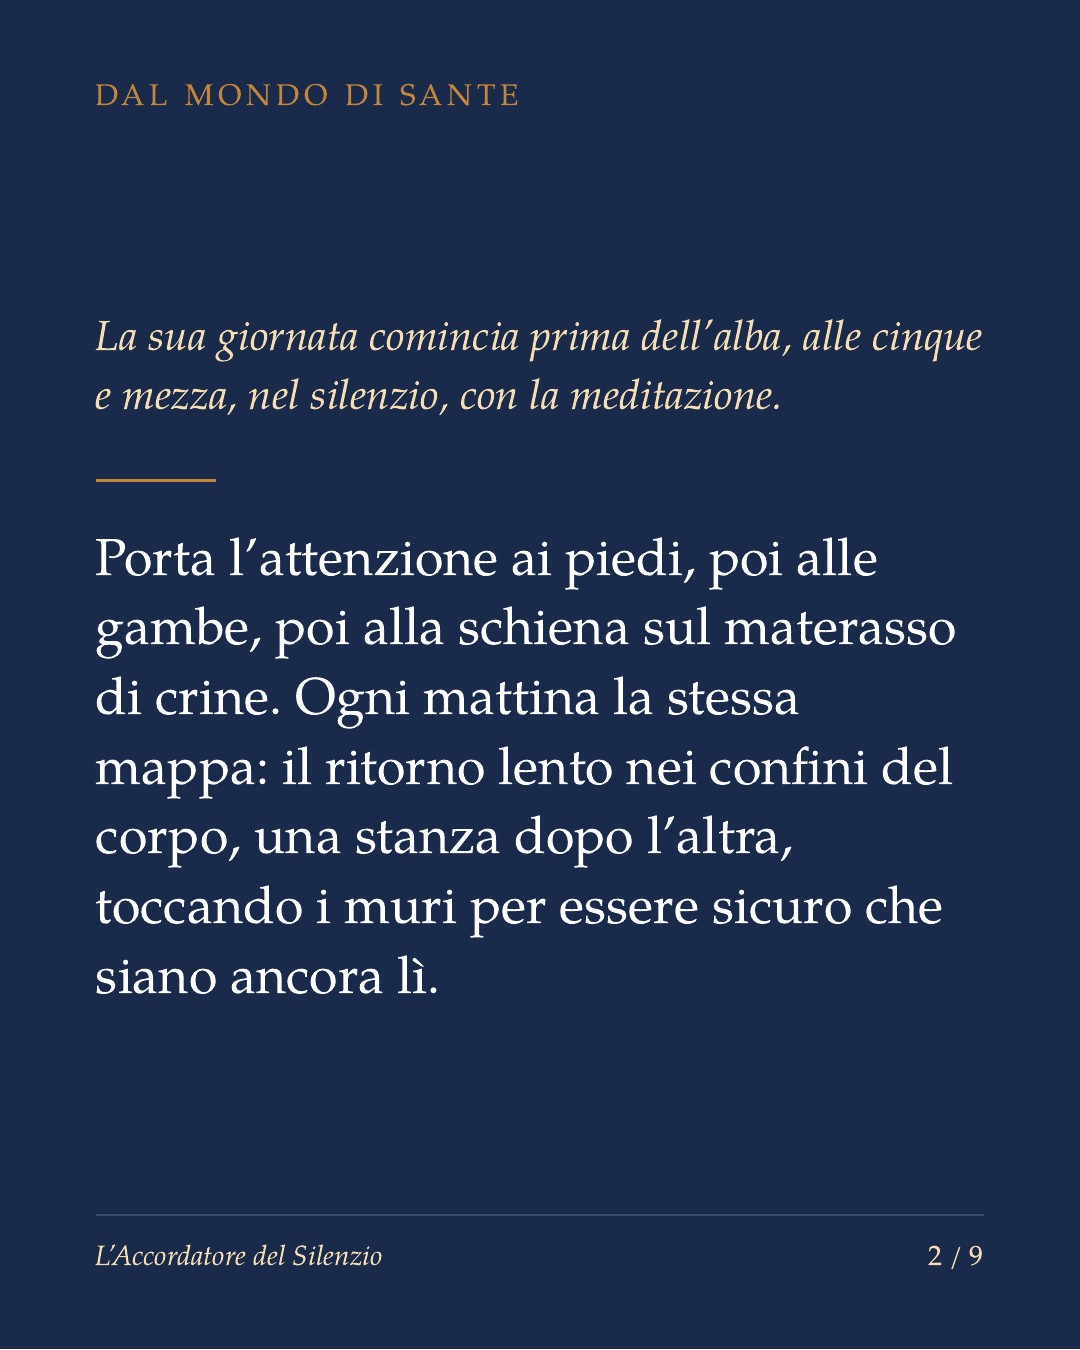 DAL MONDO DI SANTE
La sua giornata comincia prima dell’alba, alle cinque
e mezza, nel silenzio, con la meditazione.
Porta l’attenzione ai piedi, poi alle
gambe, poi alla schiena sul materasso
di crine. Ogni mattina la stessa
mappa: il ritorno lento nei confini del
corpo, una stanza dopo l’altra,
toccando i muri per essere sicuro che
siano ancora lì.
L’Accordatore del Silenzio
2 / 9